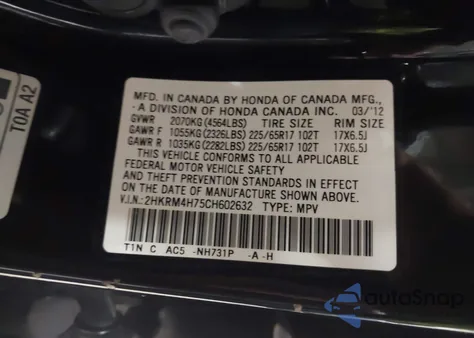 MFD. IN CANADA BY HONDA OF CANADA MFG.,
-A DIVISION OF HONDA CANADA INC. 03/'12
GVWR 2070KG(4564LBS) TIRE SIZE RIM SIZE
GAWR F 1055KG(2326LBS) 225/65R17 102T 17X6.5J
GAWR R 1035KG(2282LBS) 225/65R17 102T 17X6.5J
THIS VEHICLE CONFORMS TO ALL APPLICABLE
FEDERAL MOTOR VEHICLE SAFETY
AND THEFT PREVENTION STANDARDS IN EFFECT
ON THE DATE OF MANUFACTURE SHOWN ABOVE.
V.I.N.: 2HKRM4H75CH602632 TYPE: MPV
T1N C AC5 -NH731P -A-H
TOA A2
autoSnap